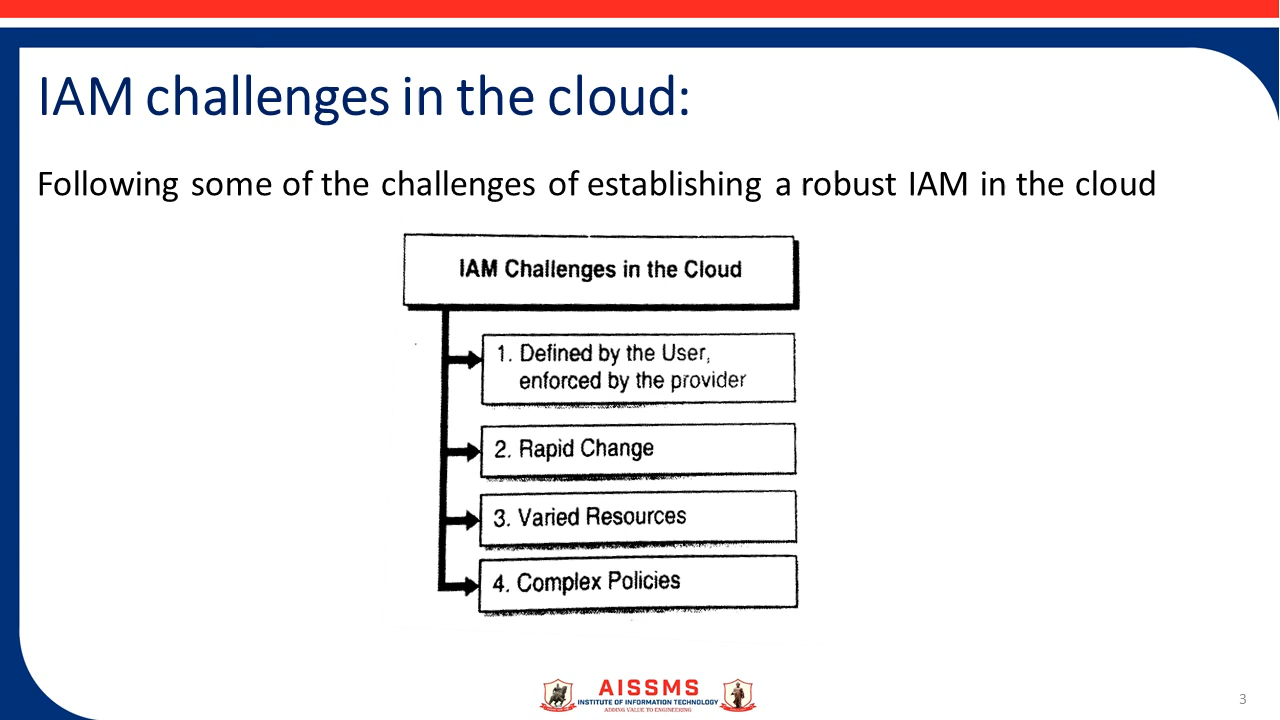 IAM challenges in the cloud:
Following some of the challenges of establishing a robust IAM in the cloud
IAM Challenges in the Cloud
1. Defined by the User,
enforced by the provider
2. Rapid Change
3. Varied Resources
4. Complex Policies
AISSMS
INSTITUTE OF INFORMATION TECHNOLOGY
ADDING VALUE TO ENGINEERING
3